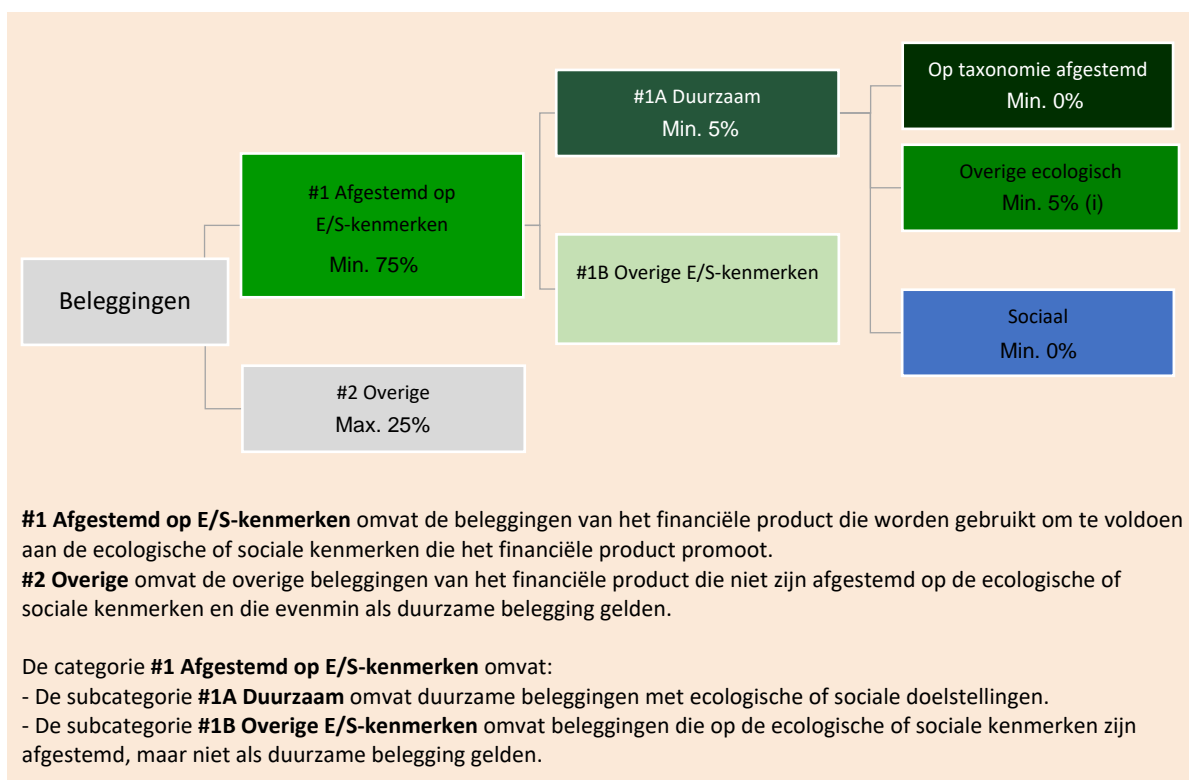 Beleggingen
#1 Afgestemd op
E/S-kenmerken
Min. 75%
#2 Overige
Max. 25%
#1A Duurzaam
Min. 5%
#1B Overige E/S-kenmerken
Op taxonomie afgestemd
Min. 0%
Overige ecologisch
Min. 5% (i)
Sociaal
Min. 0%
#1 Afgestemd op E/S-kenmerken omvat de beleggingen van het financiële product die worden gebruikt om te voldoen
aan de ecologische of sociale kenmerken die het financiële product promoot.
#2 Overige omvat de overige beleggingen van het financiële product die niet zijn afgestemd op de ecologische of
sociale kenmerken en die evenmin als duurzame belegging gelden.
De categorie #1 Afgestemd op E/S-kenmerken omvat:
- De subcategorie #1A Duurzaam omvat duurzame beleggingen met ecologische of sociale doelstellingen.
- De subcategorie #1B Overige E/S-kenmerken omvat beleggingen die op de ecologische of sociale kenmerken zijn
afgestemd, maar niet als duurzame belegging gelden.